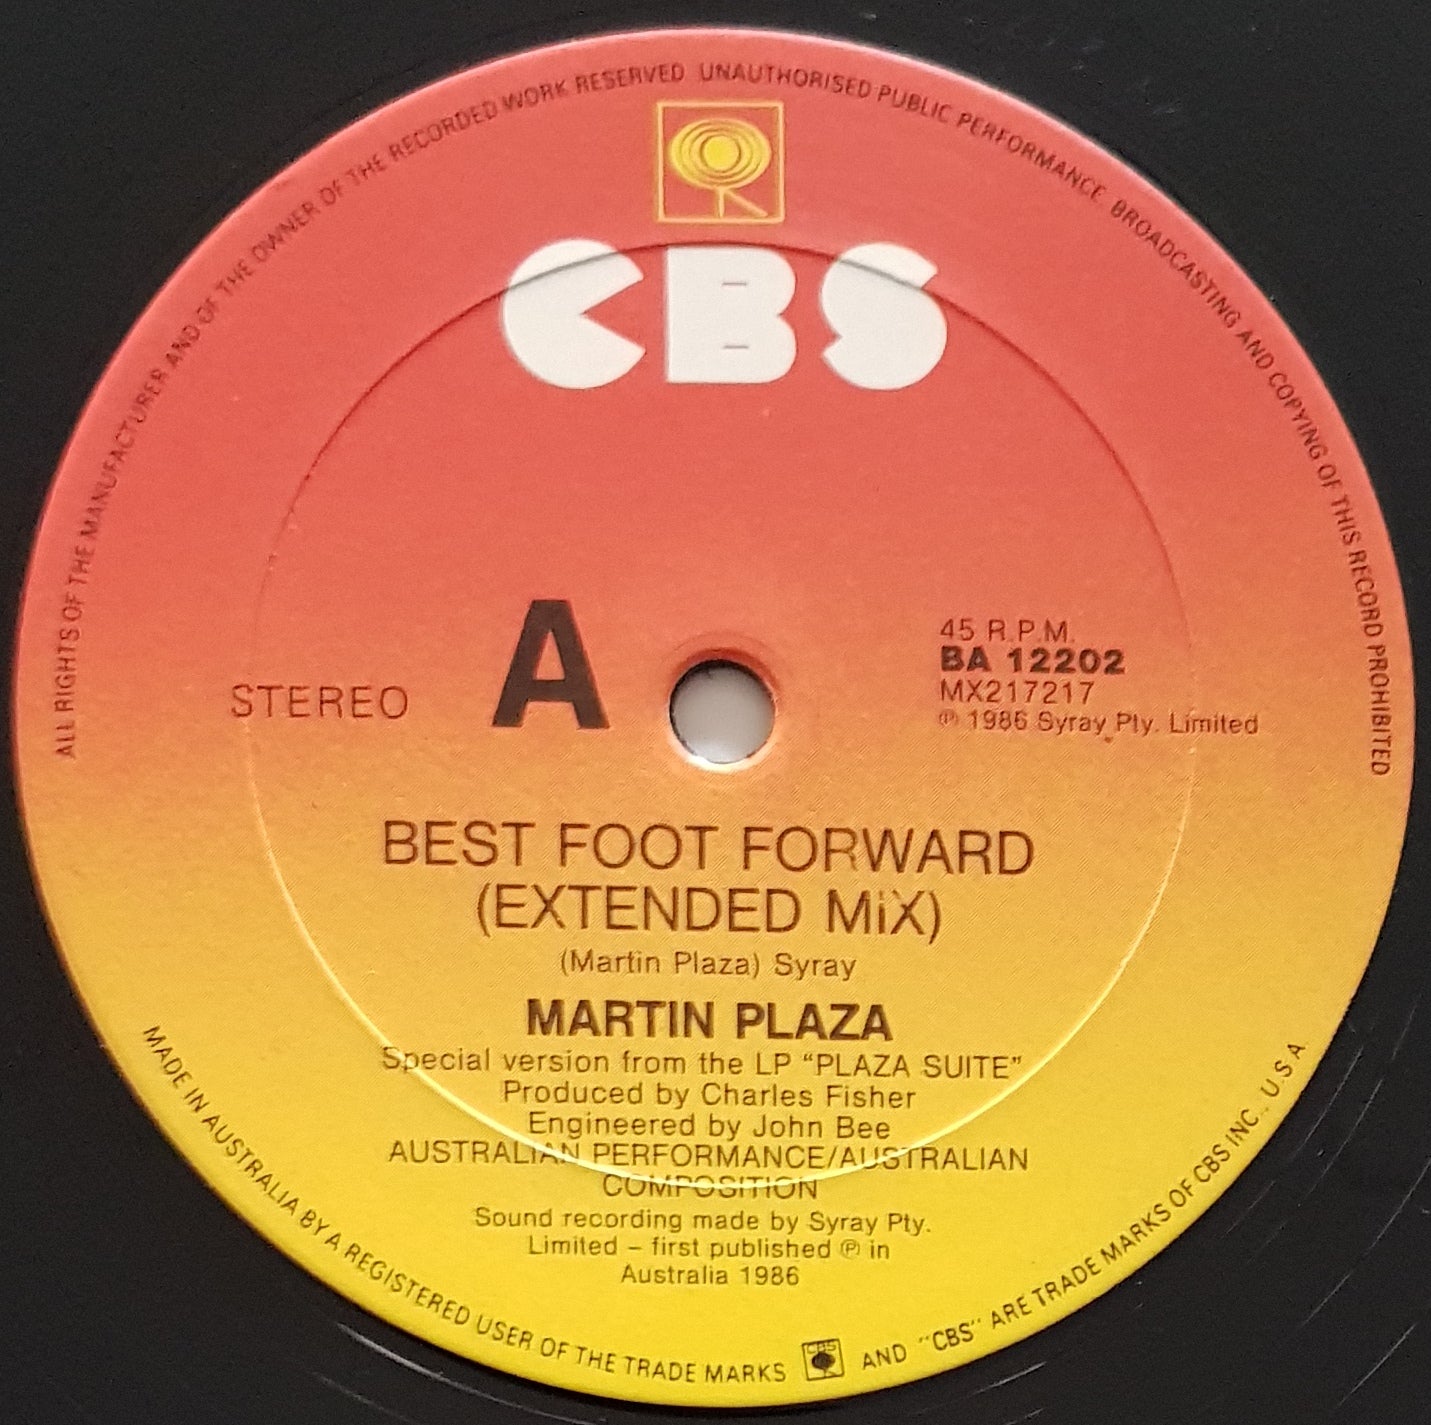 ALL RIGHTS OF THE MANUFACTURER AND OF THE OWNER OF THE RECORDED WORK RESERVED UNAUTHORISED PUBLIC PERFORMANCE BROADCASTING AND COPYING OF THIS RECORD PROHIBITED
CBS
STEREO
A
45 R.P.M.
BA 12202
MX217217
℗ 1986 Syray Pty. Limited
BEST FOOT FORWARD
(EXTENDED MiX)
(Martin Plaza) Syray
MARTIN PLAZA
Special version from the LP “PLAZA SUITE”
Produced by Charles Fisher
Engineered by John Bee
AUSTRALIAN PERFORMANCE/AUSTRALIAN
COMPOSITION
Sound recording made by Syray Pty.
Limited – first published ℗ in
Australia 1986
MADE IN AUSTRALIA BY A REGISTERED USER OF THE TRADE MARKS CBS AND "CBS" ARE TRADE MARKS OF CBS INC., U.S.A.